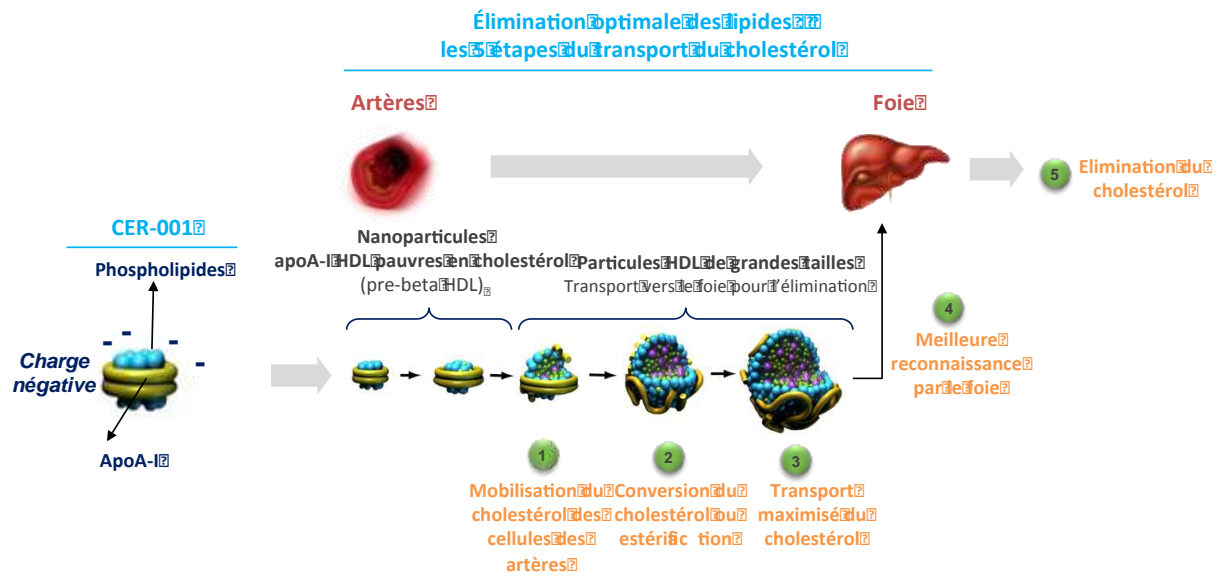 Élimination optimale des lipides
les 5 étapes du transport du cholestérol
Artères
Foie
5
Elimination du
cholestérol
CER-001
Phospholipides
Charge
négative
ApoA-I
Nanoparticules
apoA-I HDL pauvres en cholestérol
(pre-beta HDL)
Particules HDL de grandes tailles
Transport vers le foie pour l'élimination
4
Meilleure
reconnaissance
par le foie
1
Mobilisation du
cholestérol des
cellules des
artères
2
Conversion du
cholestérol ou
estérific tion
3
Transport
maximisé du
cholestérol